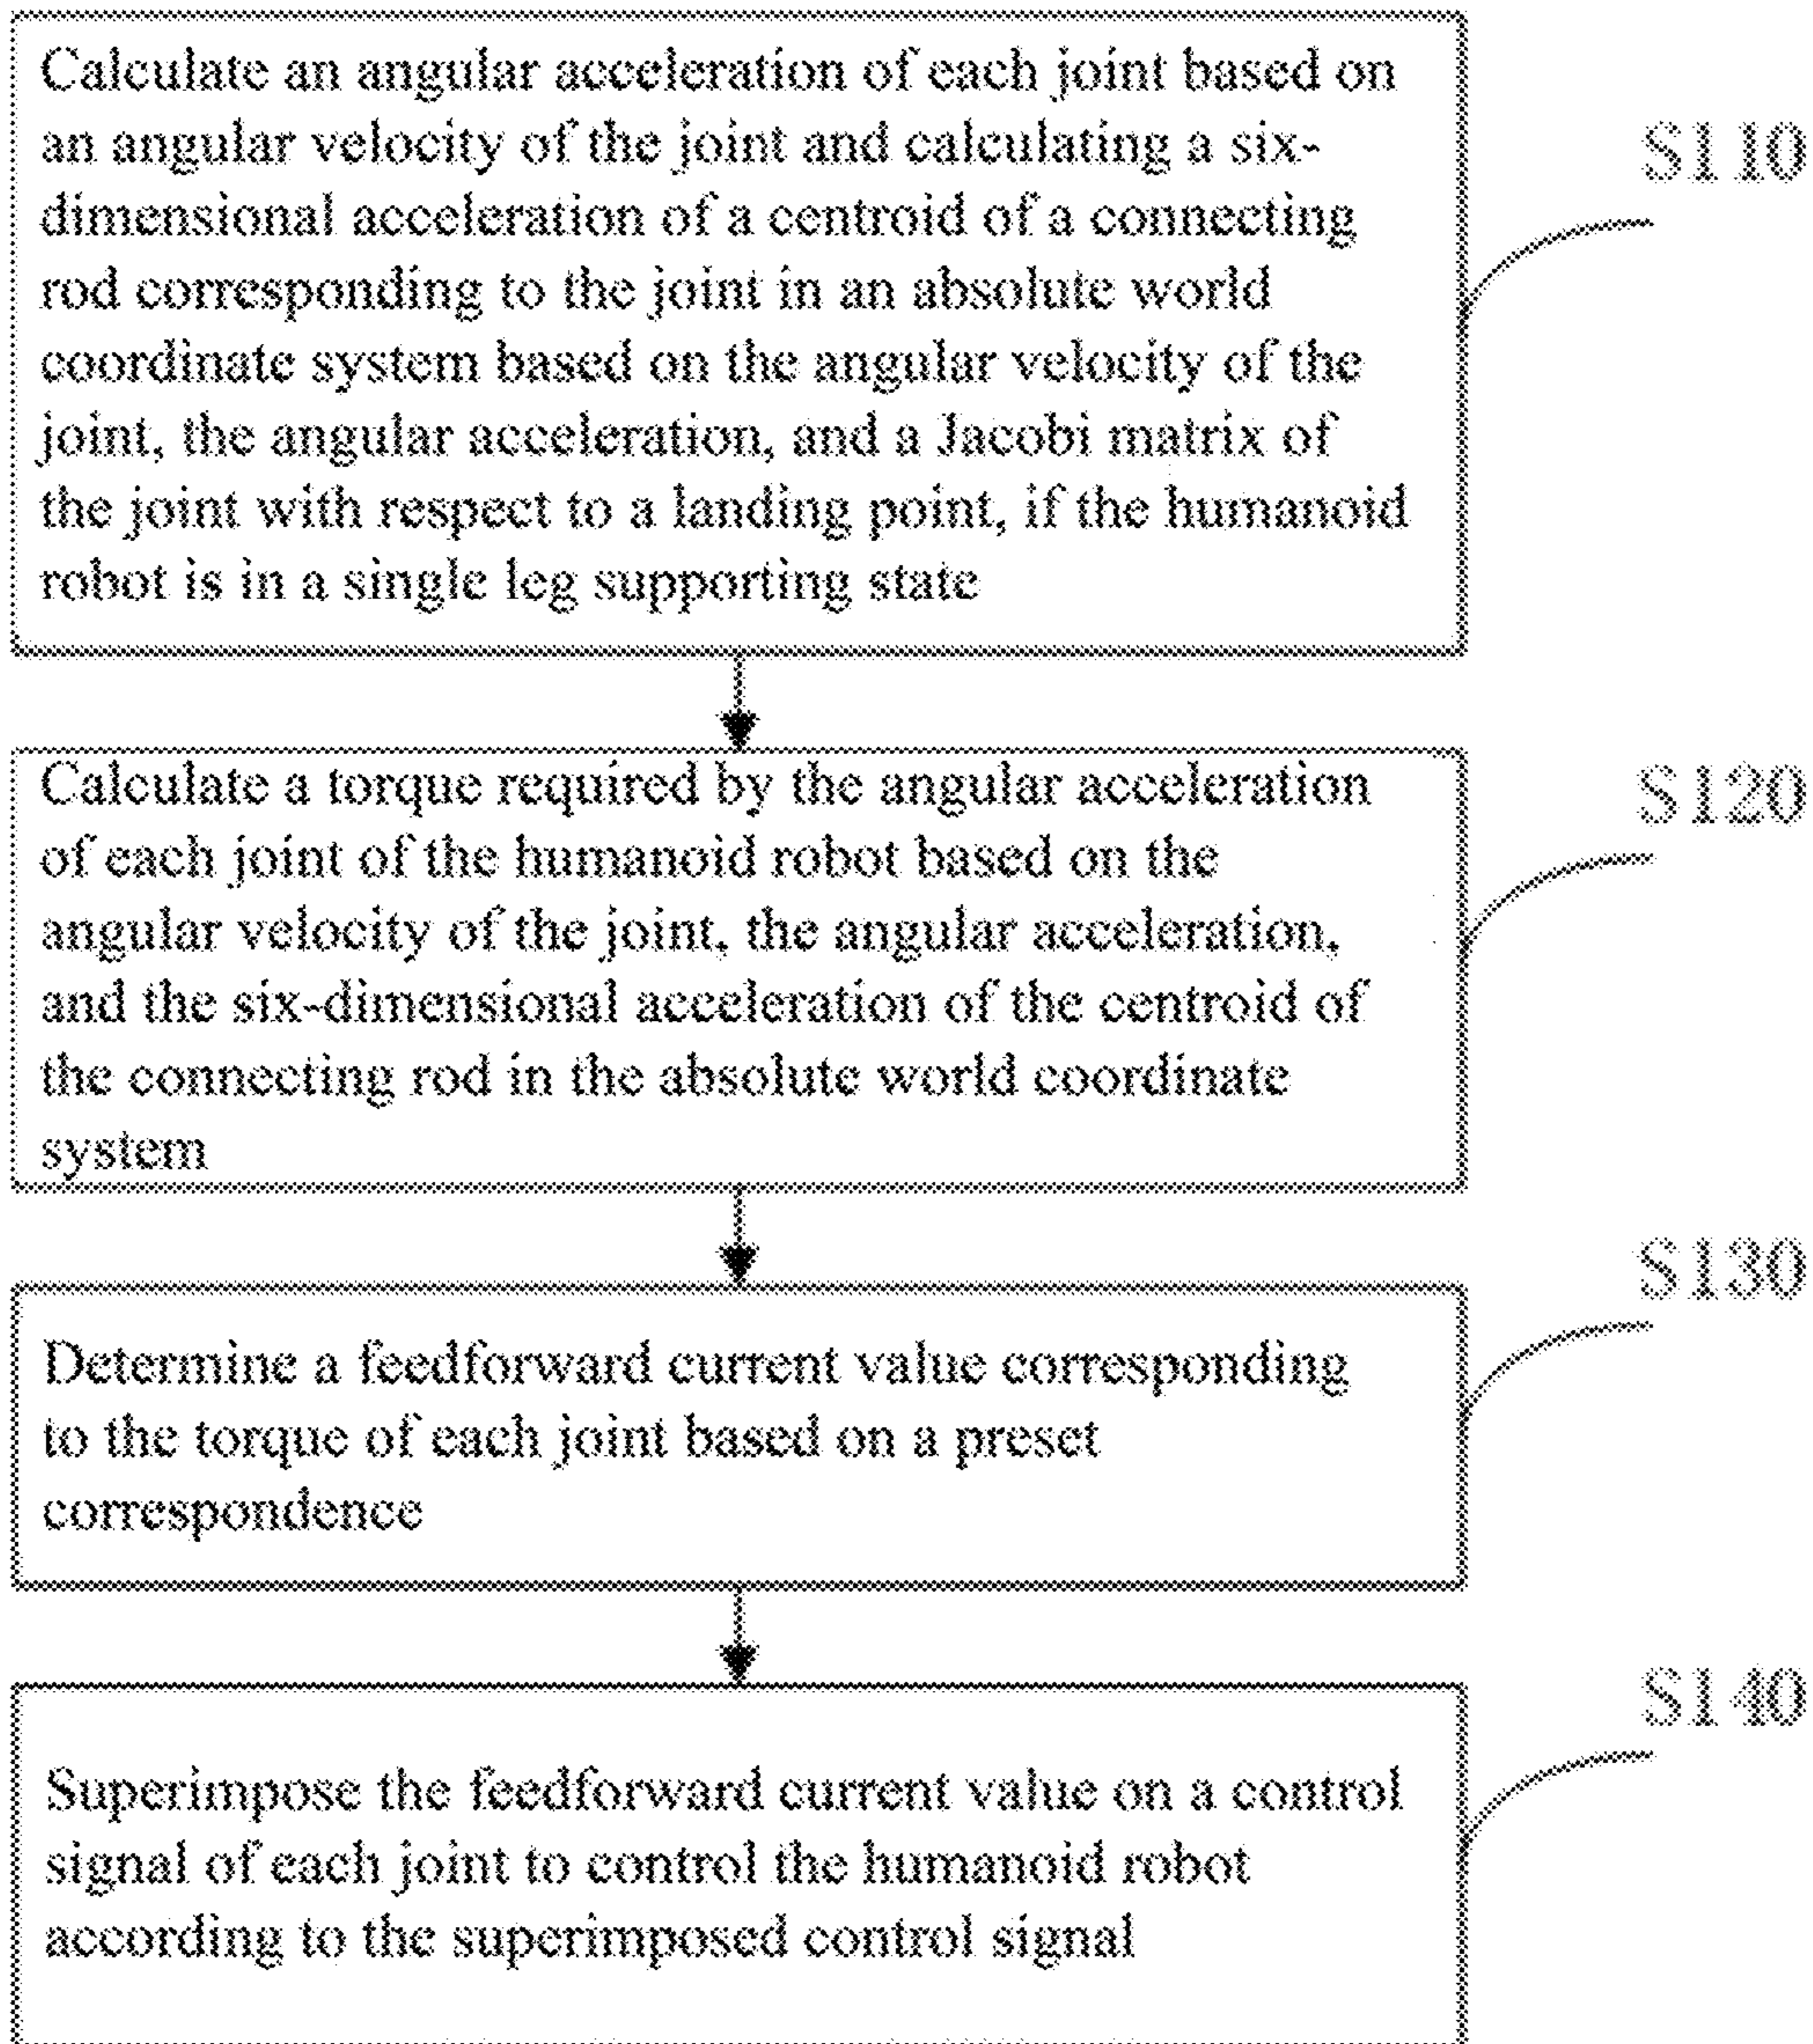 Calculate an angular acceleration of each joint based on
an angular velocity of the joint and calculating a six-
dimensional acceleration of a centroid of a connecting
rod corresponding to the joint in an absolute world
coordinate system based on the angular velocity of the
joint, the angular acceleration, and a Jacobi matrix of
the joint with respect to a landing point, if the humanoid
robot is in a single leg supporting state
S110
Calculate a torque required by the angular acceleration
of each joint of the humanoid robot based on the
angular velocity of the joint, the angular acceleration,
and the six-dimensional acceleration of the centroid of
the connecting rod in the absolute world coordinate
system
S120
Determine a feedforward current value corresponding
to the torque of each joint based on a preset
correspondence
S130
Superimpose the feedforward current value on a control
signal of each joint to control the humanoid robot
according to the superimposed control signal
S140